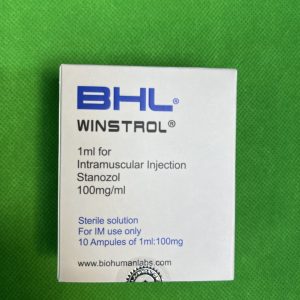 BHL®
WINSTROL®
1ml for
Intramuscular Injection
Stanozol
100mg/ml
Sterile solution
For IM use only
10 Ampules of 1ml:100mg
www.biohumanlabs.com